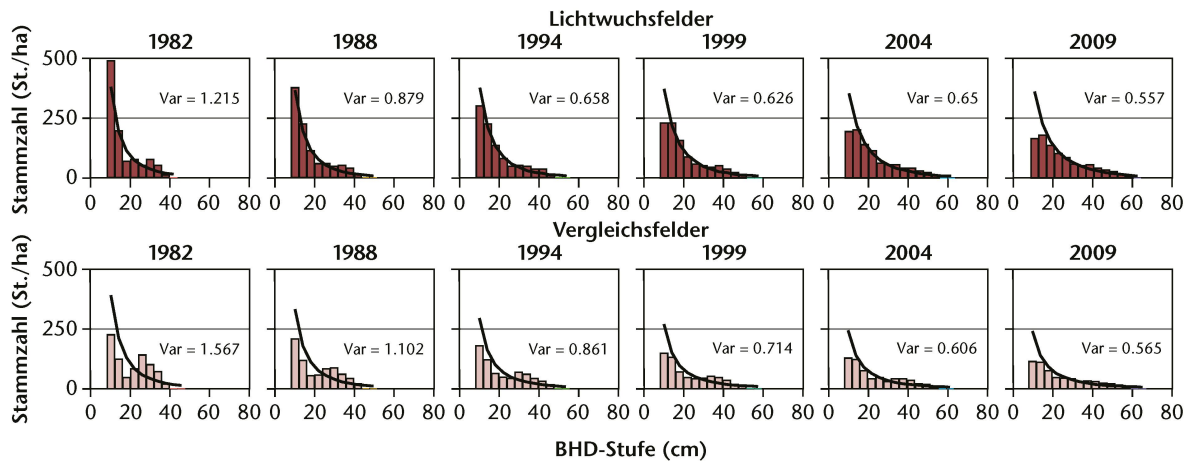 Lichtwuchsfelder
1982 1988 1994 1999 2004 2009
Stammzahl (St./ha)
500
250
0
Var = 1.215 Var = 0.879 Var = 0.658 Var = 0.626 Var = 0.65 Var = 0.557
0 20 40 60 80 0 20 40 60 80 0 20 40 60 80 0 20 40 60 80 0 20 40 60 80 0 20 40 60 80
Vergleichsfelder
1982 1988 1994 1999 2004 2009
Stammzahl (St./ha)
500
250
0
Var = 1.567 Var = 1.102 Var = 0.861 Var = 0.714 Var = 0.606 Var = 0.565
0 20 40 60 80 0 20 40 60 80 0 20 40 60 80 0 20 40 60 80 0 20 40 60 80 0 20 40 60 80
BHD-Stufe (cm)